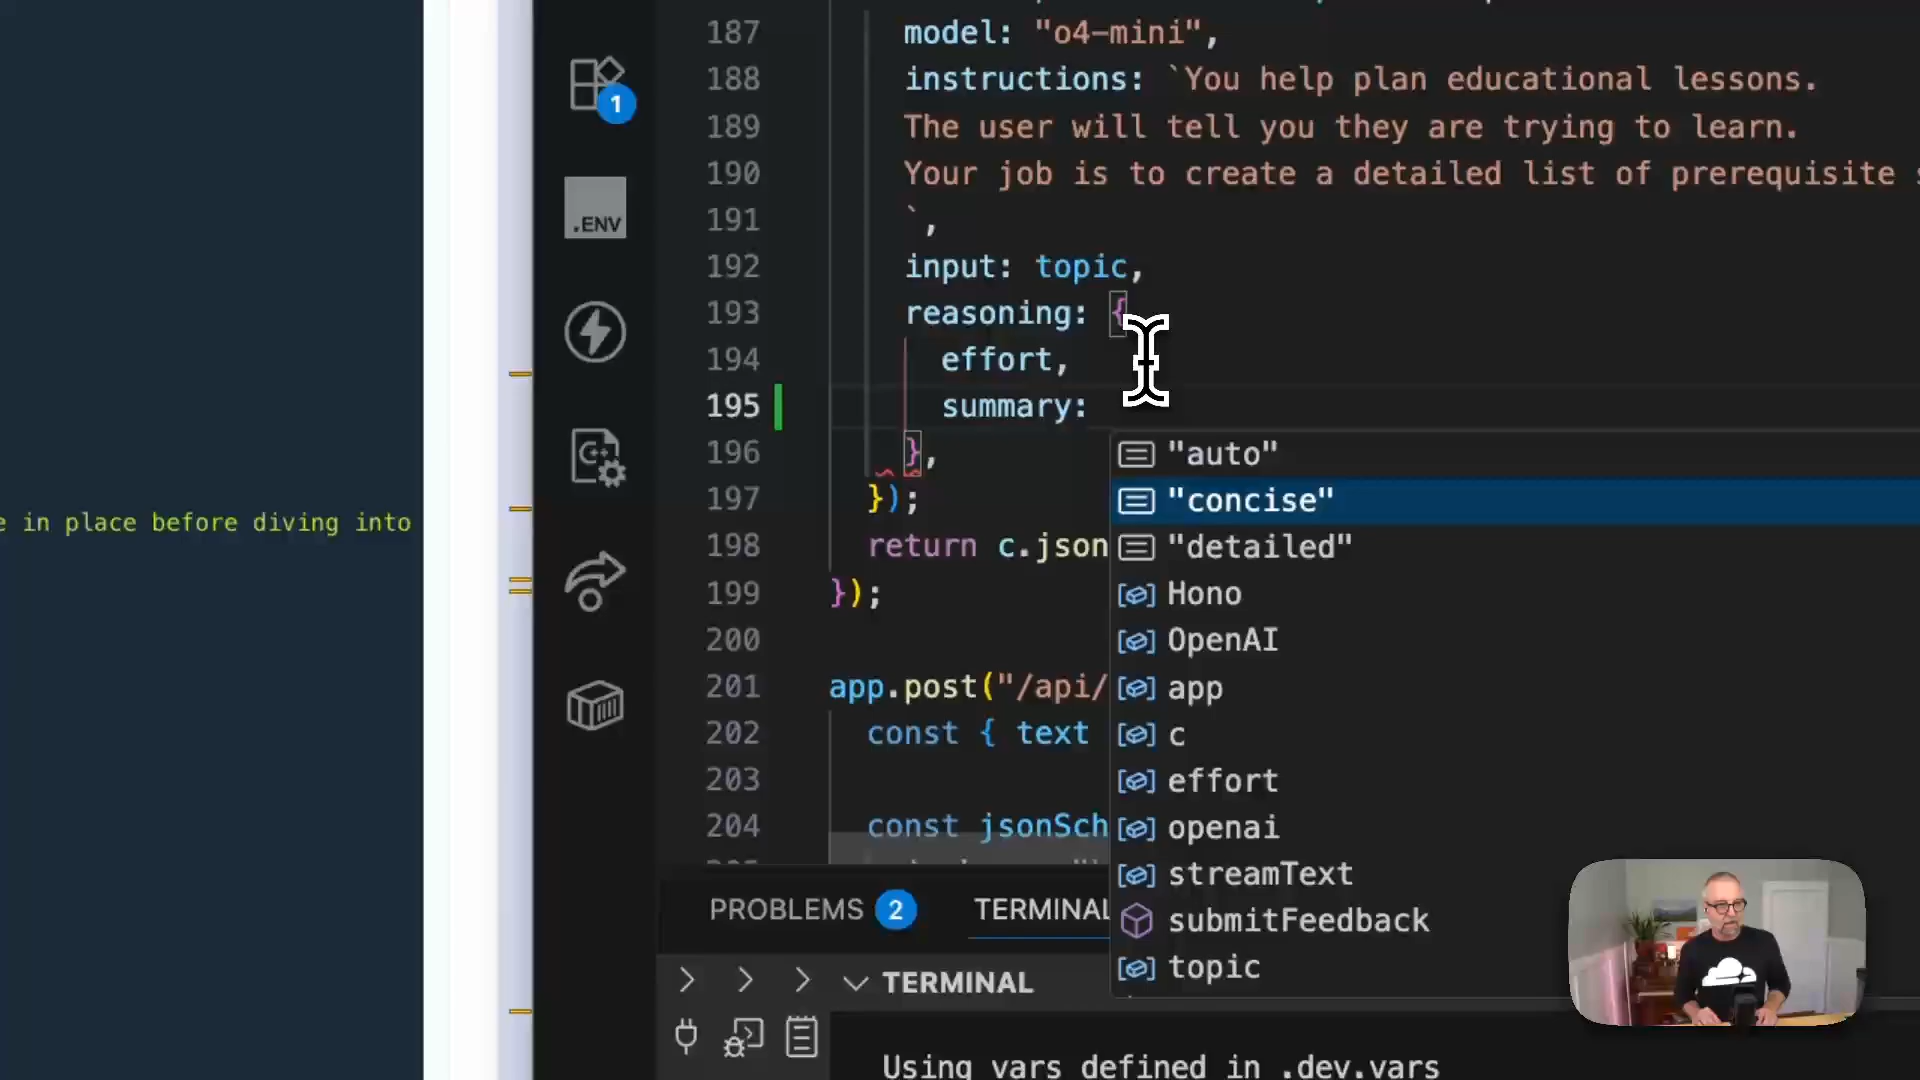 e in place before diving into
1
.ENV
187 model: "o4-mini",
188 instructions: `You help plan educational lessons.
189 The user will tell you they are trying to learn.
190 Your job is to create a detailed list of prerequisite
191 `,
192 input: topic,
193 reasoning: {
194 effort,
195 summary:
196 },
197 });
198 return c.json
199 });
200
201 app.post("/api/
202 const { text
203
204 const jsonSch
"auto"
"concise"
"detailed"
Hono
OpenAI
app
c
effort
openai
streamText
submitFeedback
topic
PROBLEMS 2 TERMINAL
TERMINAL
Using vars defined in .dev.vars